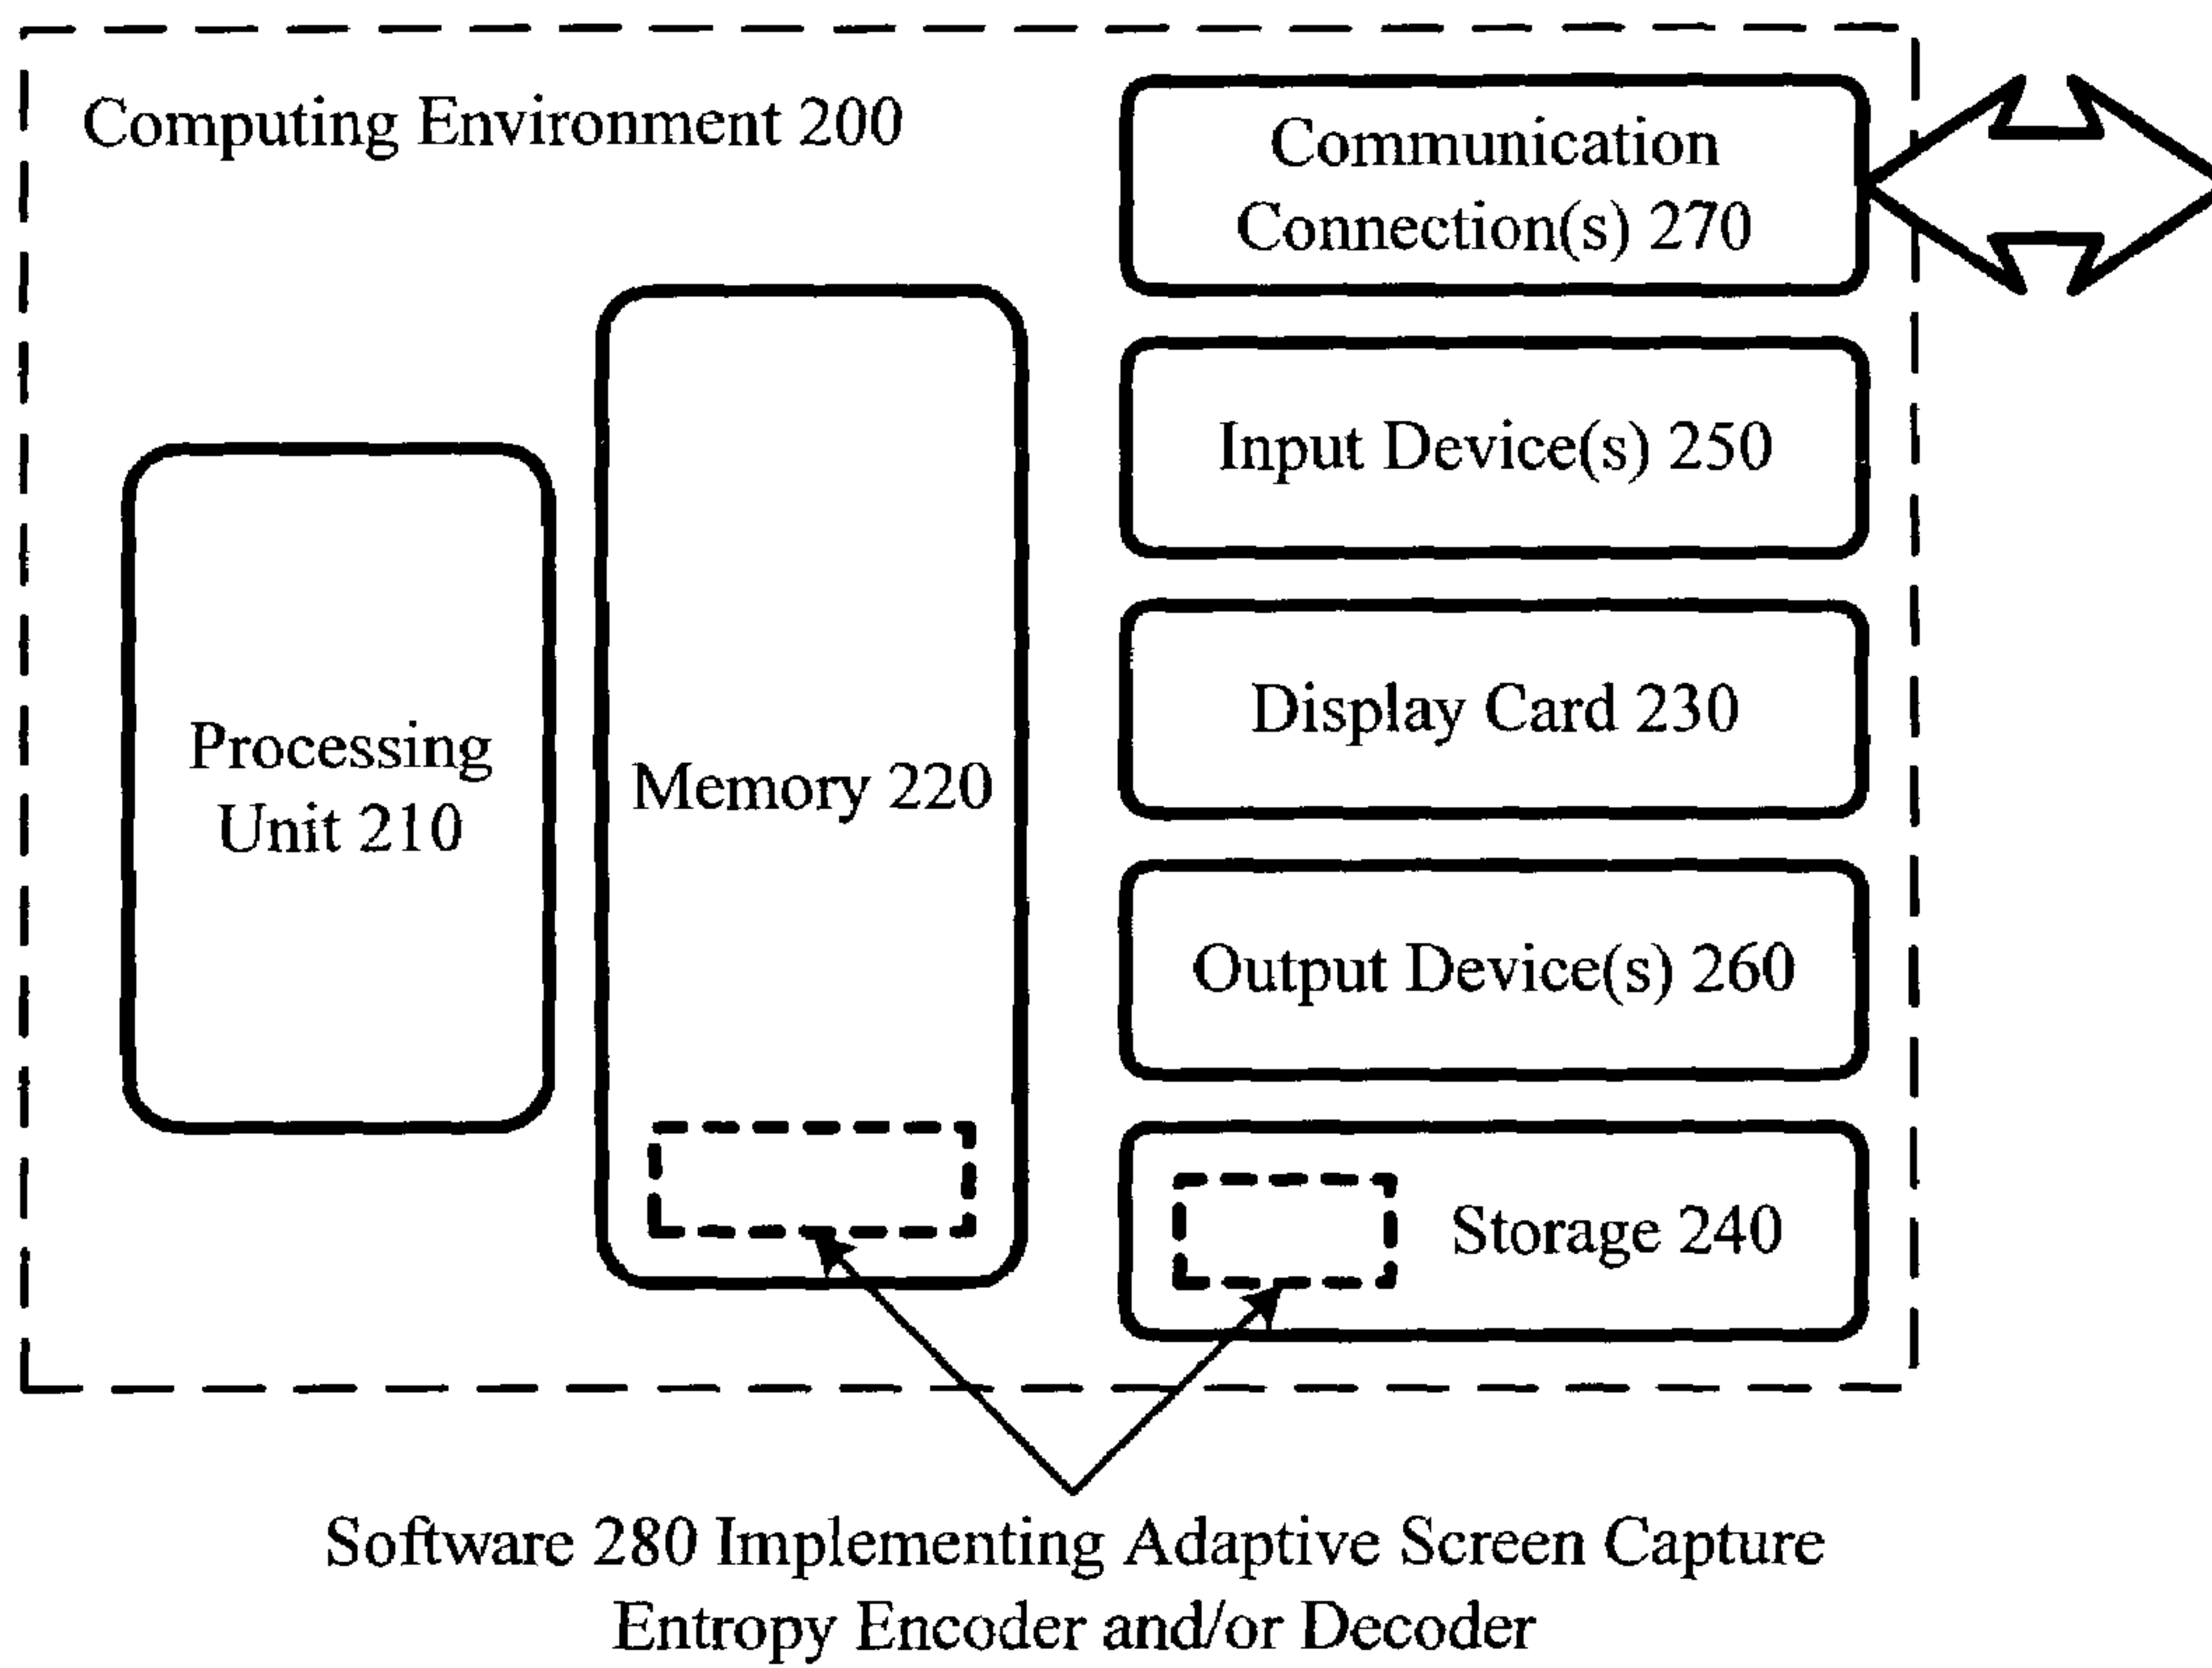 Computing Environment 200
Communication
Connection(s) 270
Input Device(s) 250
Display Card 230
Output Device(s) 260
Storage 240
Processing
Unit 210
Memory 220
Software 280 Implementing Adaptive Screen Capture
Entropy Encoder and/or Decoder